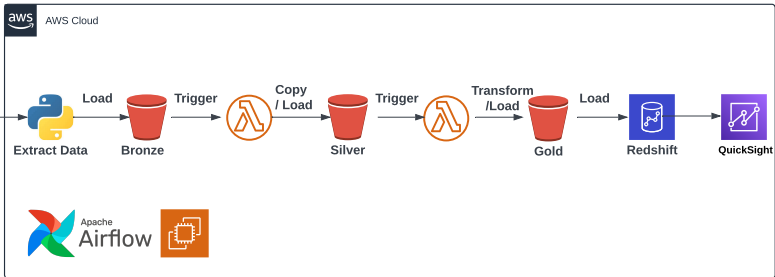 aws
AWS Cloud
Load
Trigger
Copy
/ Load
Trigger
Transform
/Load
Load
Extract Data
Bronze
Silver
Gold
Redshift
QuickSight
Apache
Airflow